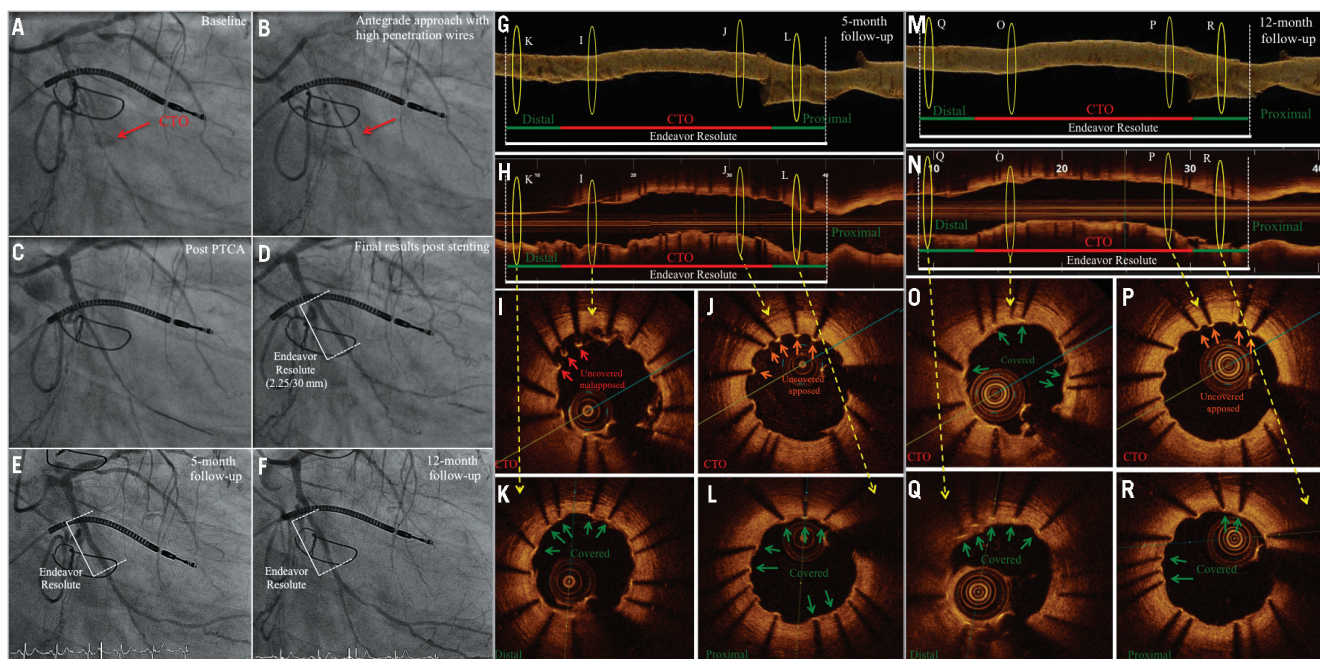 A
Baseline
CTO
B
Antegrade approach with
high penetration wires
C
Post PTCA
D
Final results post stenting
Endeavor
Resolute
(2.25/30 mm)
E
5-month
follow-up
Endeavor
Resolute
F
12-month
follow-up
Endeavor
Resolute
G
5-month
follow-up
K
I
J
L
Distal
CTO
Proximal
Endeavor Resolute
H
K
I
J
L
10
20
30
40
Distal
CTO
Proximal
Endeavor Resolute
I
Uncovered
malapposed
CTO
J
Uncovered
apposed
CTO
K
Covered
Distal
L
Covered
Proximal
M
12-month
follow-up
Q
O
P
R
Distal
CTO
Proximal
Endeavor Resolute
N
Q
O
P
R
20
30
40
Distal
CTO
Proximal
Endeavor Resolute
O
Covered
CTO
P
Uncovered
apposed
CTO
Q
Covered
Distal
R
Covered
Proximal